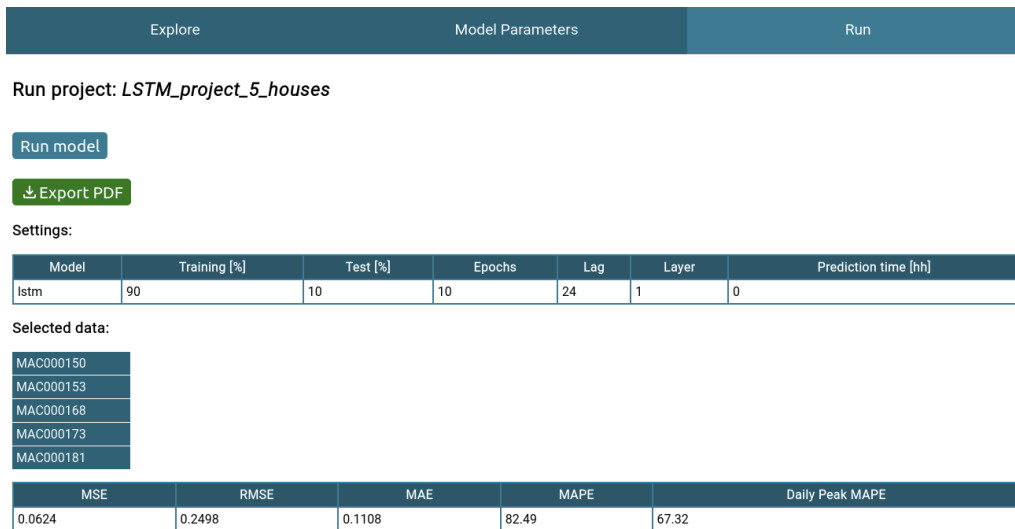 Explore Model Parameters Run
Run project: LSTM_project_5_houses
Run model
Export PDF
Settings:
Model Training [%] Test [%] Epochs Lag Layer Prediction time [hh]
lstm 90 10 10 24 1 0
Selected data:
MAC000150
MAC000153
MAC000168
MAC000173
MAC000181
MSE RMSE MAE MAPE Daily Peak MAPE
0.0624 0.2498 0.1108 82.49 67.32